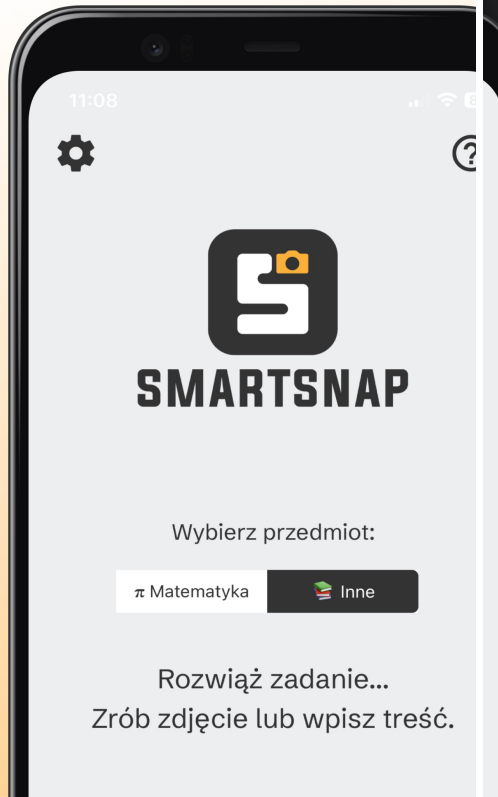 11:08
SMARTSNAP
Wybierz przedmiot:
π Matematyka
Inne
Rozwiąż zadanie...
Zrób zdjęcie lub wpisz treść.